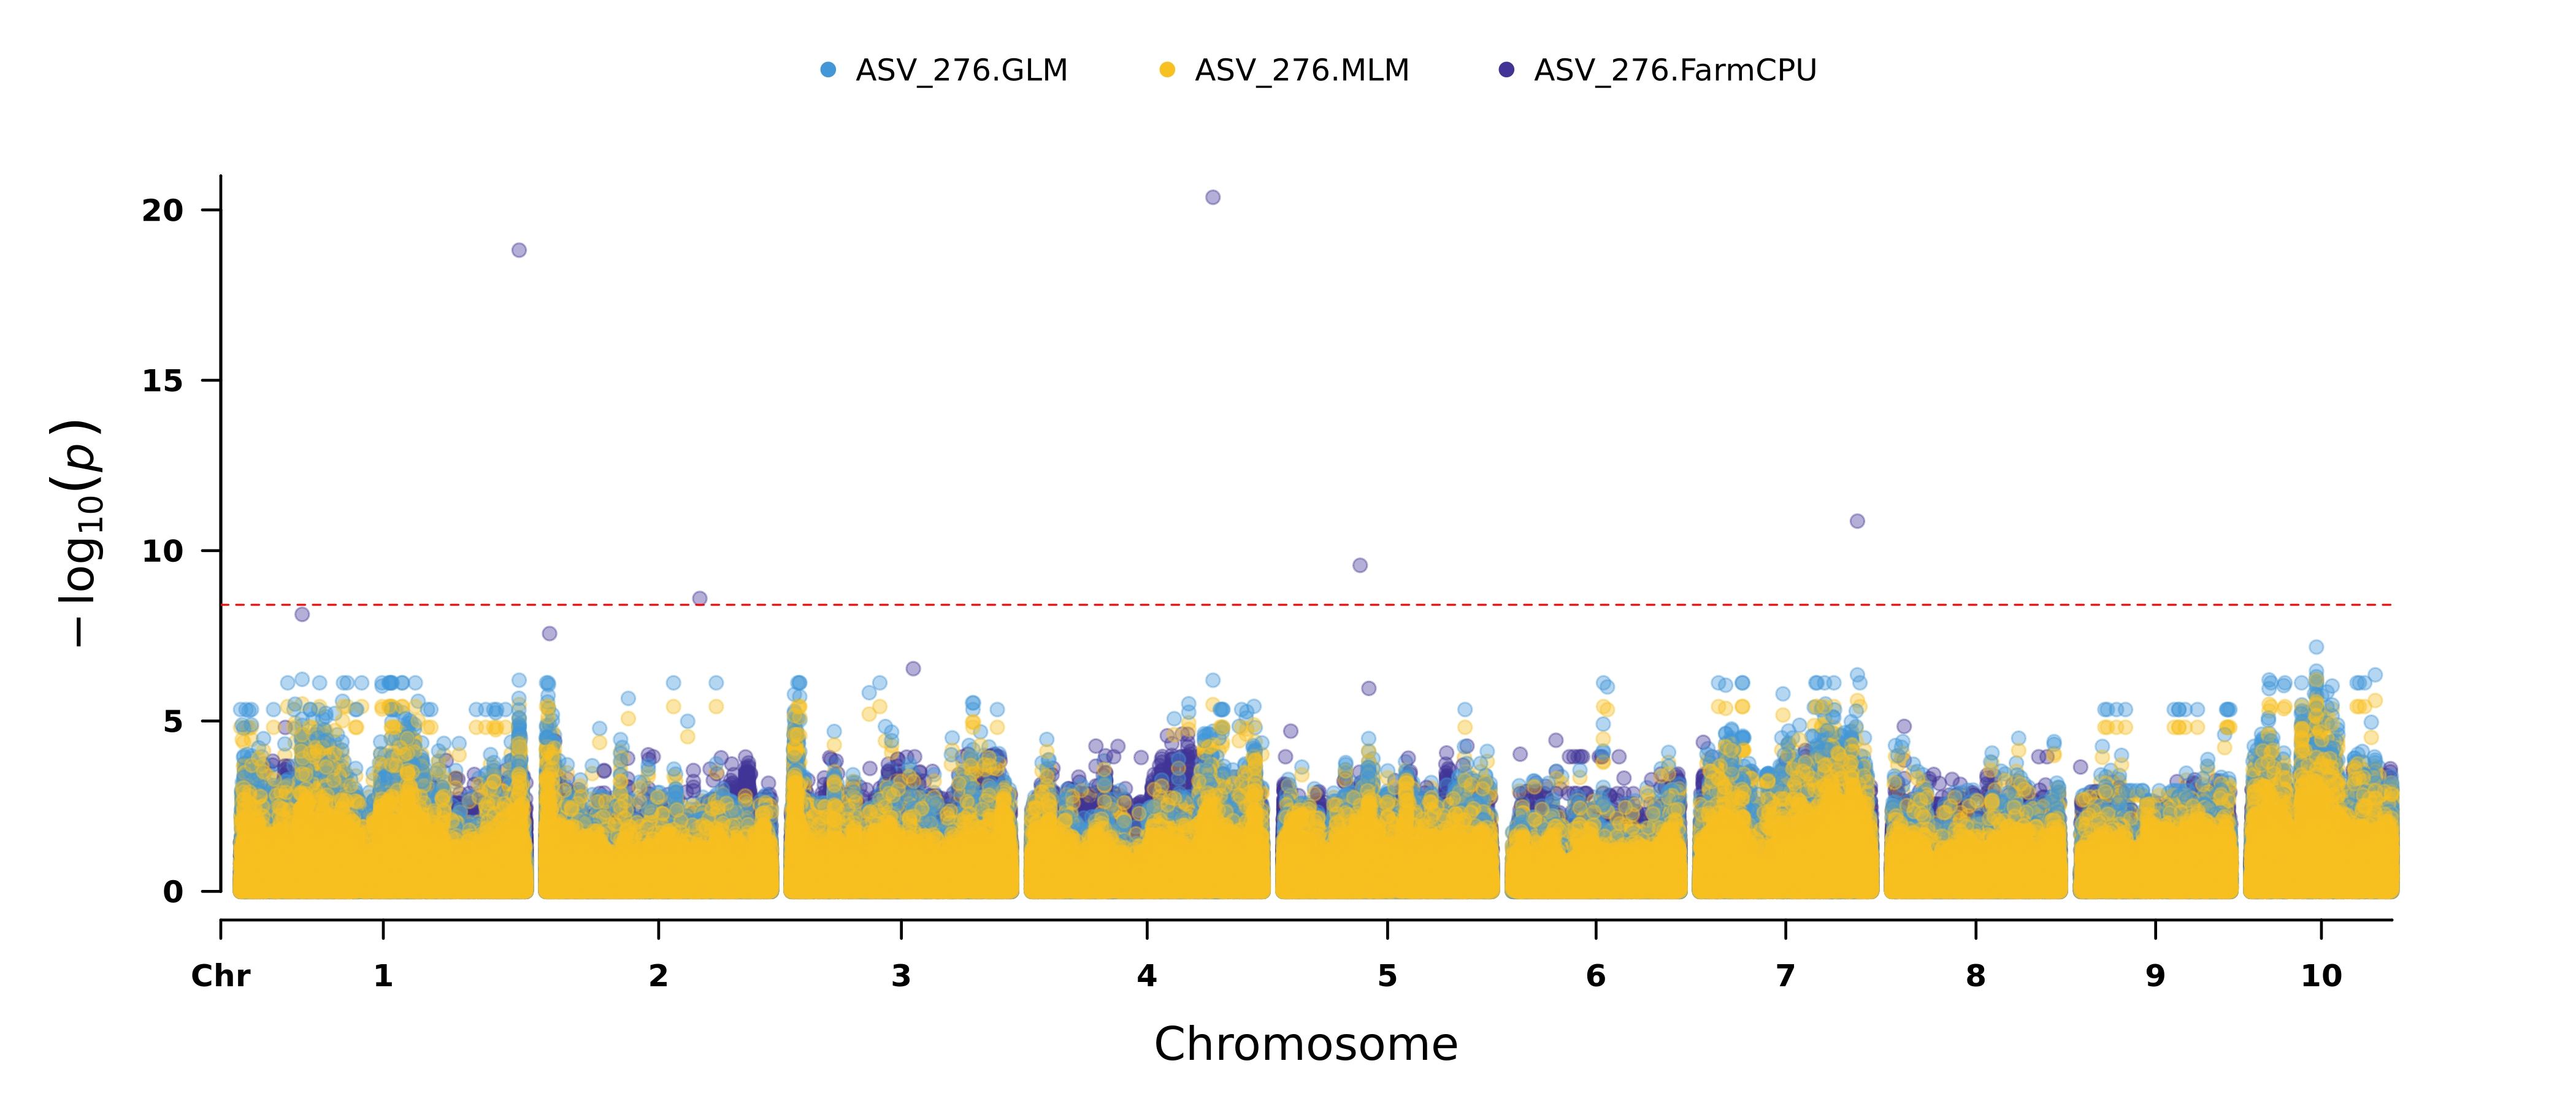 ASV_276.GLM ASV_276.MLM ASV_276.FarmCPU
− log10(p)
20
15
10
5
0
Chr 1 2 3 4 5 6 7 8 9 10
Chromosome